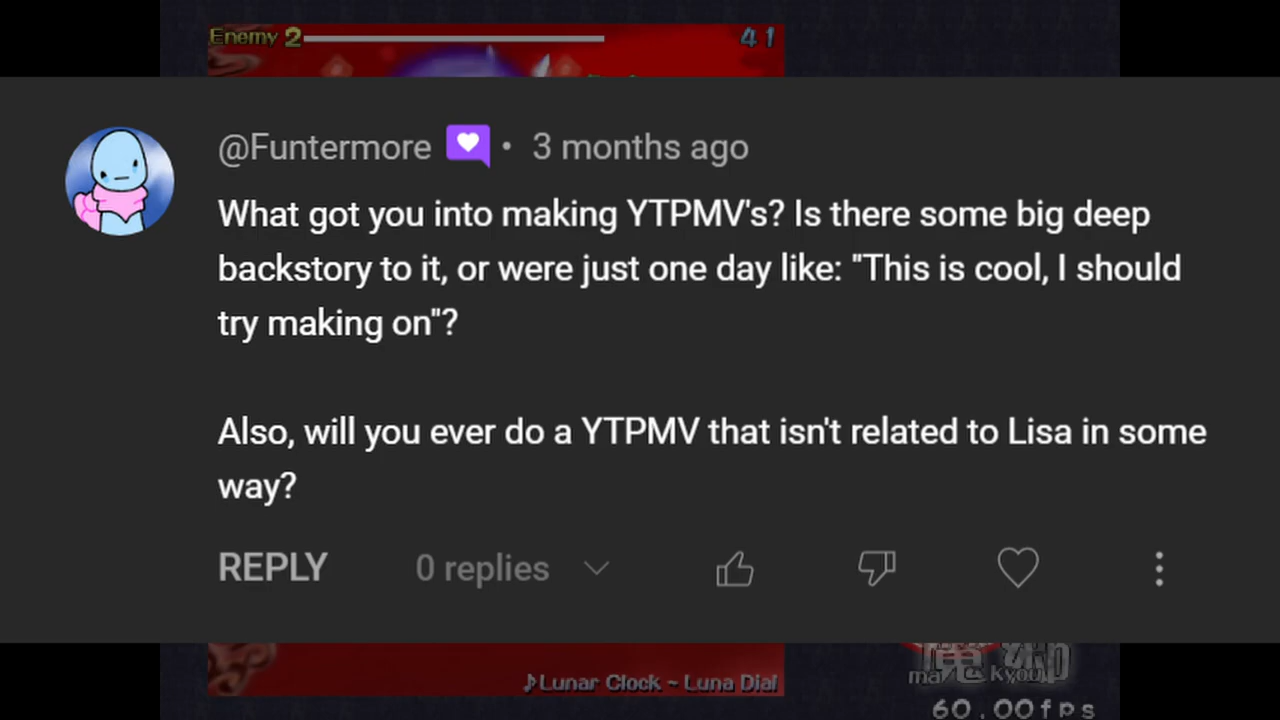 Enemy 2
41
@Funtermore • 3 months ago
What got you into making YTPMV's? Is there some big deep
backstory to it, or were just one day like: "This is cool, I should
try making on"?
Also, will you ever do a YTPMV that isn't related to Lisa in some
way?
REPLY 0 replies
♪Lunar Clock ~ Luna Dial
ma kyou
60.00fps